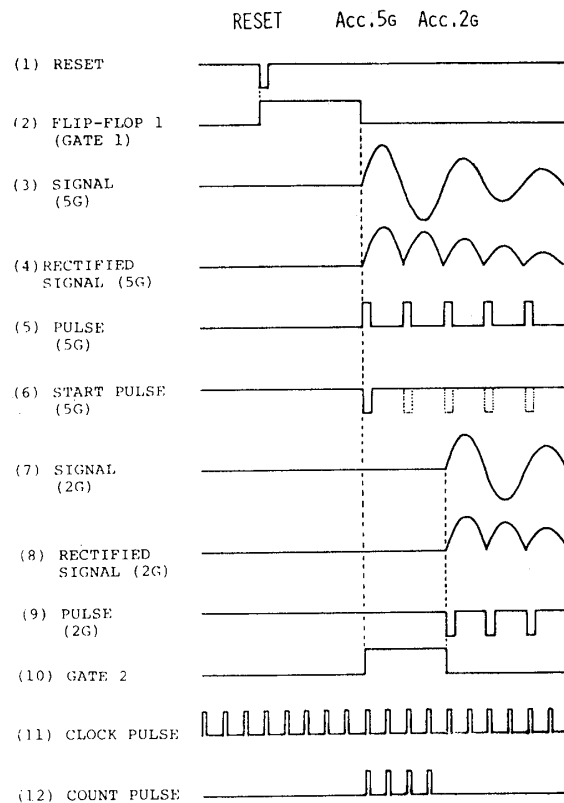 RESET Acc.5G Acc.2G
(1) RESET
(2) FLIP-FLOP 1
(GATE 1)
(3) SIGNAL
(5G)
(4) RECTIFIED
SIGNAL (5G)
(5) PULSE
(5G)
(6) START PULSE
(5G)
(7) SIGNAL
(2G)
(8) RECTIFIED
SIGNAL (2G)
(9) PULSE
(2G)
(10) GATE 2
(11) CLOCK PULSE
(12) COUNT PULSE